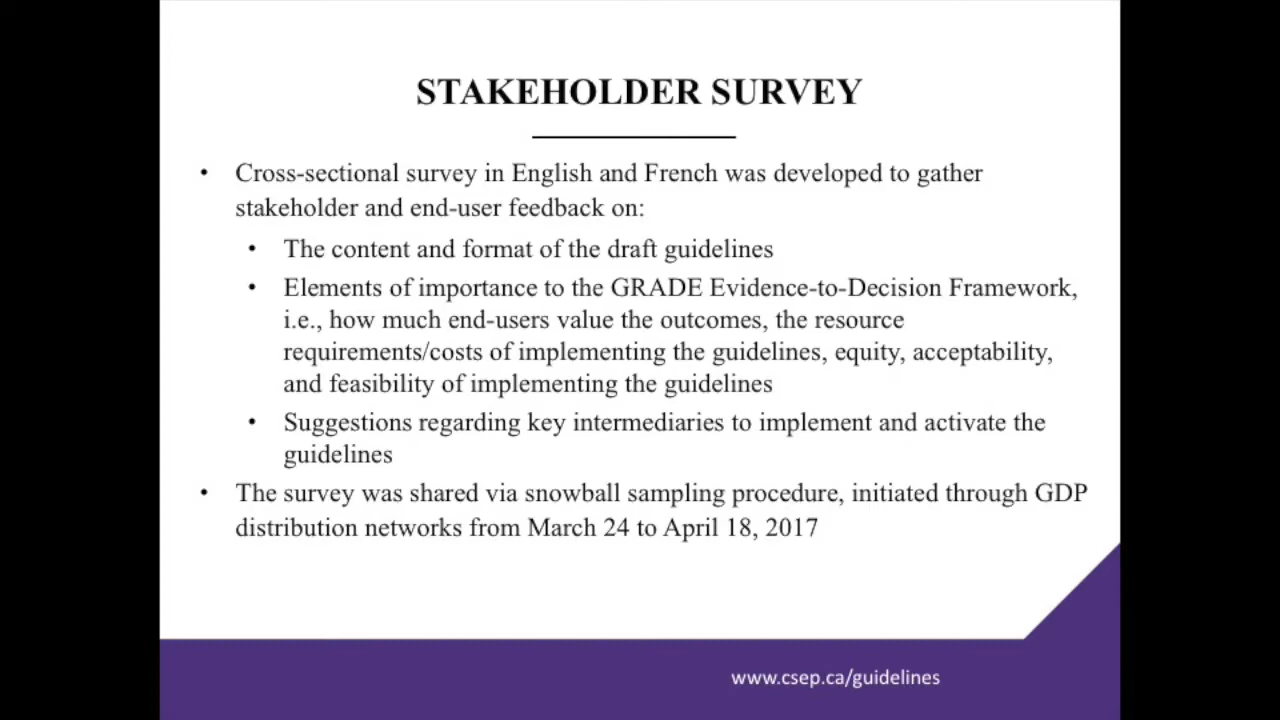 STAKEHOLDER SURVEY
• Cross-sectional survey in English and French was developed to gather
stakeholder and end-user feedback on:
• The content and format of the draft guidelines
• Elements of importance to the GRADE Evidence-to-Decision Framework,
i.e., how much end-users value the outcomes, the resource
requirements/costs of implementing the guidelines, equity, acceptability,
and feasibility of implementing the guidelines
• Suggestions regarding key intermediaries to implement and activate the
guidelines
• The survey was shared via snowball sampling procedure, initiated through GDP
distribution networks from March 24 to April 18, 2017
www.csep.ca/guidelines